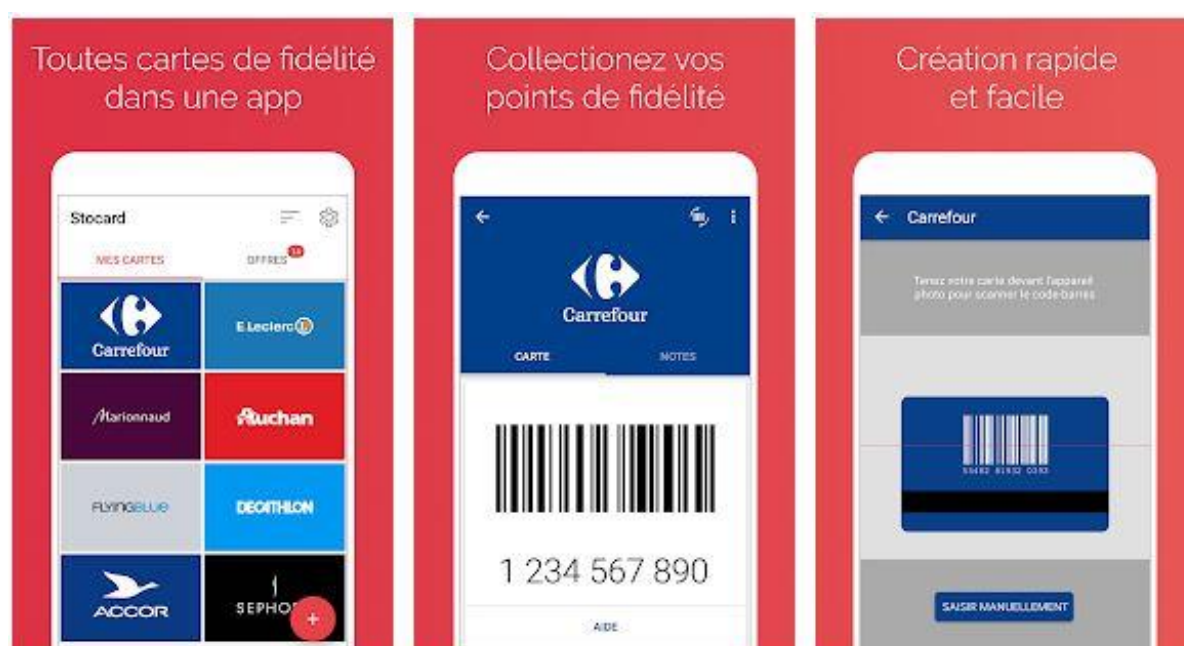 Toutes cartes de fidélité
dans une app
Stocard
MES CARTES
OFFRES
Carrefour
E.Leclerc L
Marionnaud
Auchan
FLYINGBLUE
DECATHLON
ACCOR
SEPHO
+
Collectionez vos
points de fidélité
Carrefour
CARTE
NOTES
1 234 567 890
AIDE
Création rapide
et facile
Carrefour
Tenez votre carte devant l'appareil
photo pour scanner le code-barres
SAISIR MANUELLEMENT